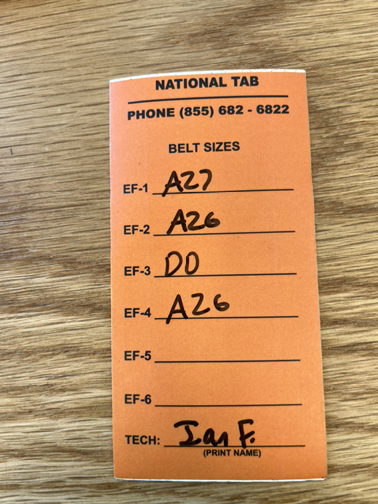 NATIONAL TAB
PHONE (855) 682 - 6822
BELT SIZES
EF-1 A27
EF-2 A26
EF-3 DD
EF-4 A26
EF-5
EF-6
TECH: Ian F.
(PRINT NAME)